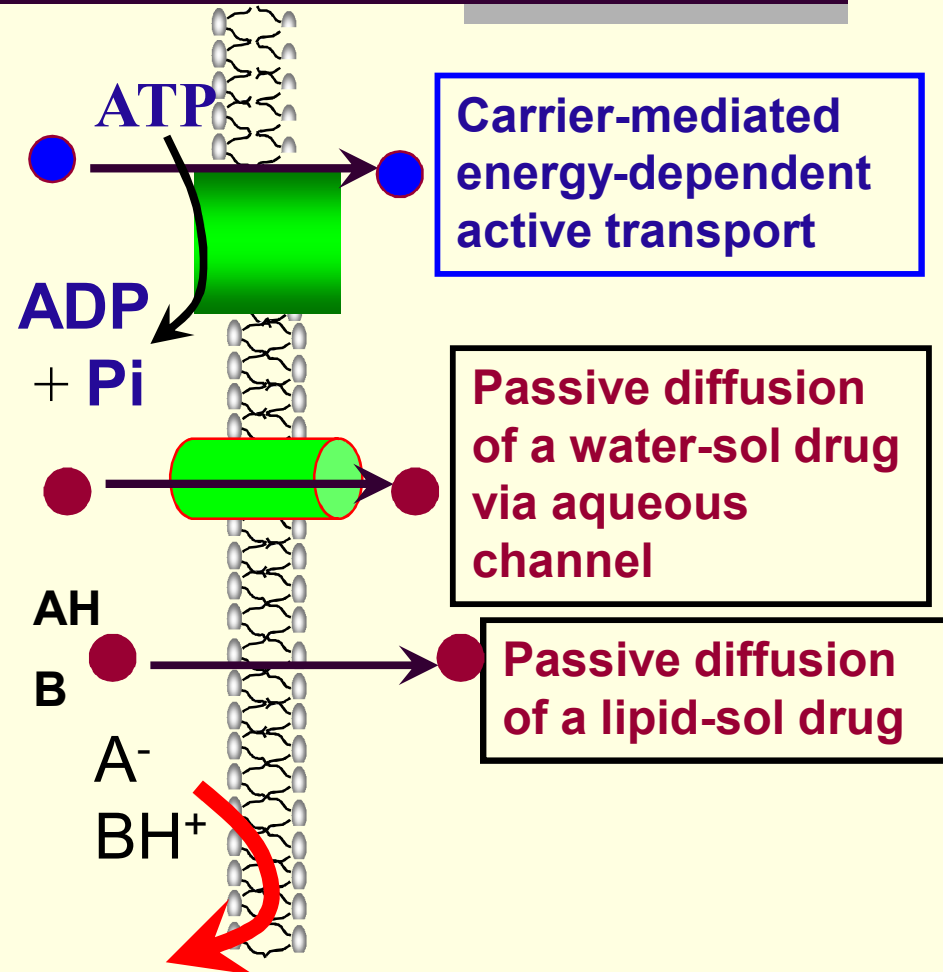 ATP
Carrier-mediated
energy-dependent
active transport
ADP
+ Pi
Passive diffusion
of a water-sol drug
via aqueous
channel
AH
B
Passive diffusion
of a lipid-sol drug
A⁻
BH⁺